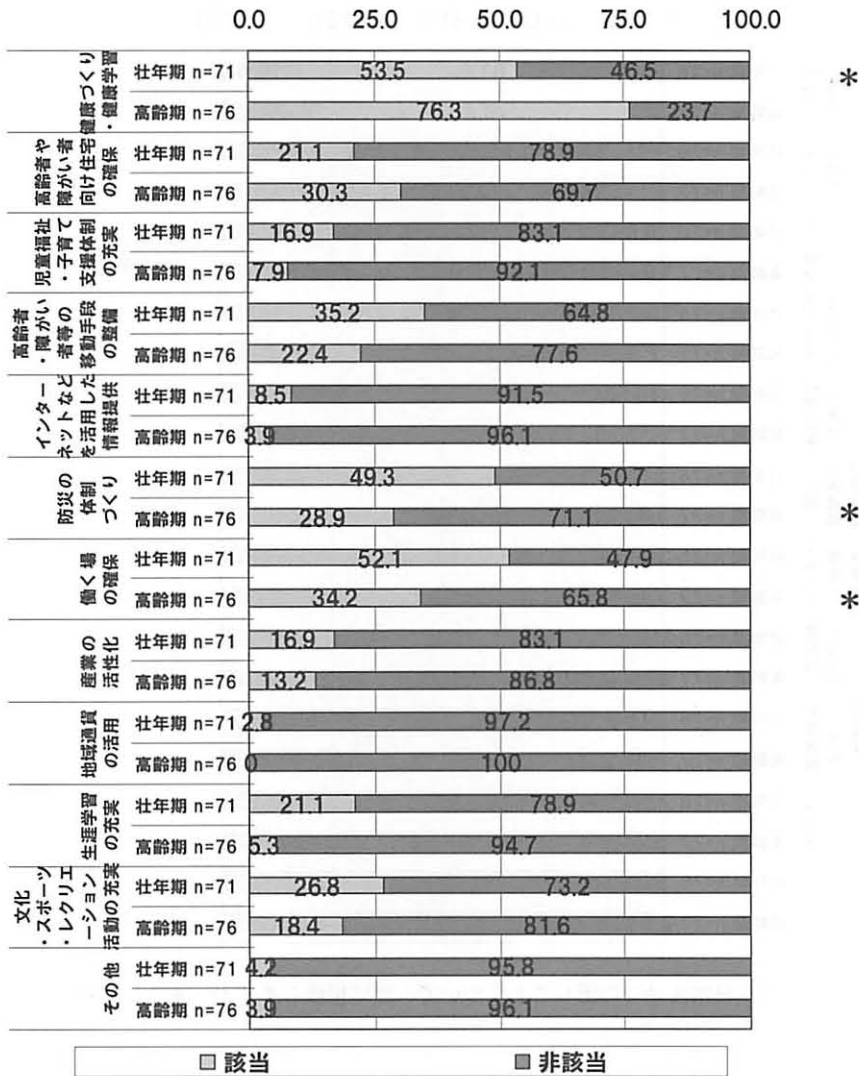 0.0 25.0 50.0 75.0 100.0
健康づくり
・健康学習
壮年期 n=71 53.5 46.5 *
高齢期 n=76 76.3 23.7
高齢者や
障がい者
向け住宅
の確保
壮年期 n=71 21.1 78.9
高齢期 n=76 30.3 69.7
児童福祉
・子育て
支援体制
の充実
壮年期 n=71 16.9 83.1
高齢期 n=76 7.9 92.1
高齢者
・障がい
者等の
移動手段
の整備
壮年期 n=71 35.2 64.8
高齢期 n=76 22.4 77.6
インター
ネットなど
を活用した
情報提供
壮年期 n=71 8.5 91.5
高齢期 n=76 3.9 96.1
防災の
体制
づくり
壮年期 n=71 49.3 50.7
高齢期 n=76 28.9 71.1 *
働く場
の確保
壮年期 n=71 52.1 47.9
高齢期 n=76 34.2 65.8 *
産業の
活性化
壮年期 n=71 16.9 83.1
高齢期 n=76 13.2 86.8
地域通貨
の活用
壮年期 n=71 2.8 97.2
高齢期 n=76 0 100
生涯学習
の充実
壮年期 n=71 21.1 78.9
高齢期 n=76 5.3 94.7
文化
・スポーツ
・レクリエ
ーション
活動の充実
壮年期 n=71 26.8 73.2
高齢期 n=76 18.4 81.6
その他
壮年期 n=71 4.2 95.8
高齢期 n=76 3.9 96.1
該当 非該当